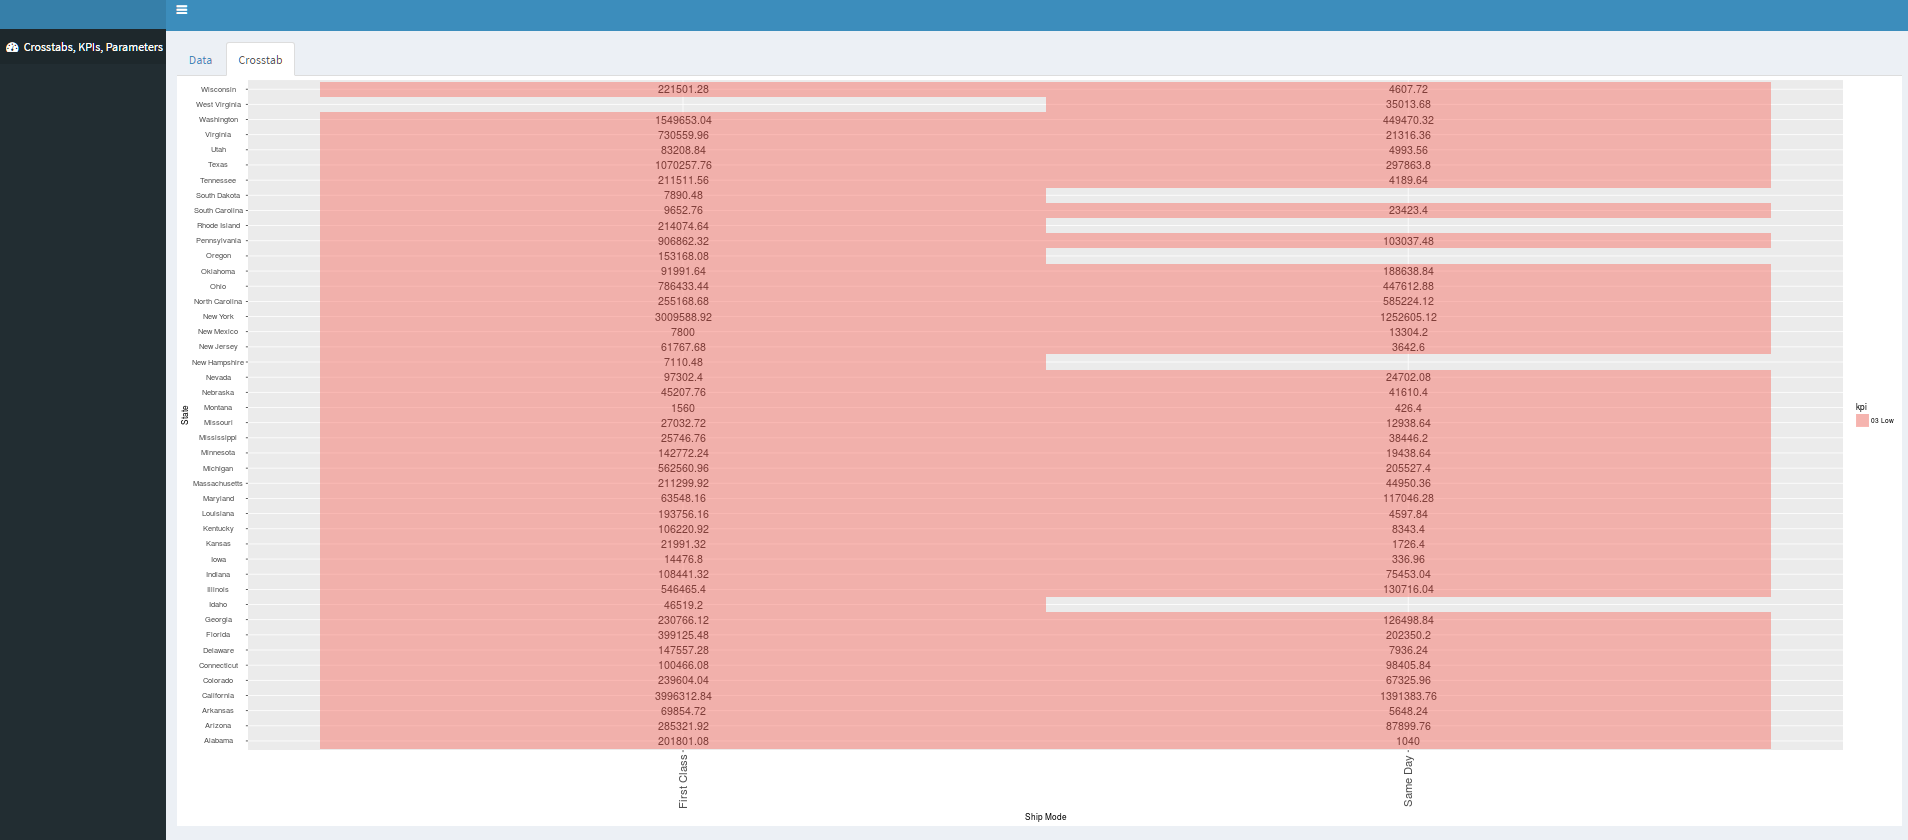 Crosstabs, KPIs, Parameters
Data Crosstab
Wisconsin 221501.28 4607.72
West Virginia 35013.68
Washington 1549653.04 449470.32
Virginia 730559.96 21316.36
Utah 83208.84 4993.56
Texas 1070257.76 297863.8
Tennessee 211511.56 4189.64
South Dakota 7890.48
South Carolina 9652.76 23423.4
Rhode Island 214074.64
Pennsylvania 906862.32 103037.48
Oregon 153168.08
Oklahoma 91991.64 188638.84
Ohio 786433.44 447612.88
North Carolina 255168.68 585224.12
New York 3009588.92 1252605.12
New Mexico 7800 13304.2
New Jersey 61767.68 3642.6
New Hampshire 7110.48
Nevada 97302.4 24702.08
Nebraska 45207.76 41610.4
Montana 1560 426.4
Missouri 27032.72 12938.64
Mississippi 25746.76 38446.2
Minnesota 142772.24 19438.64
Michigan 562560.96 205527.4
Massachusetts 211299.92 44950.36
Maryland 63548.16 117046.28
Louisiana 193756.16 4597.84
Kentucky 106220.92 8343.4
Kansas 21991.32 1726.4
Iowa 14476.8 336.96
Indiana 108441.32 75453.04
Illinois 546465.4 130716.04
Idaho 46519.2
Georgia 230766.12 126498.84
Florida 399125.48 202350.2
Delaware 147557.28 7936.24
Connecticut 100466.08 98405.84
Colorado 239604.04 67325.96
California 3996312.84 1391383.76
Arkansas 69854.72 5648.24
Arizona 285321.92 87899.76
Alabama 201801.08 1040
State
First Class Same Day
Ship Mode
kpi
03 Low